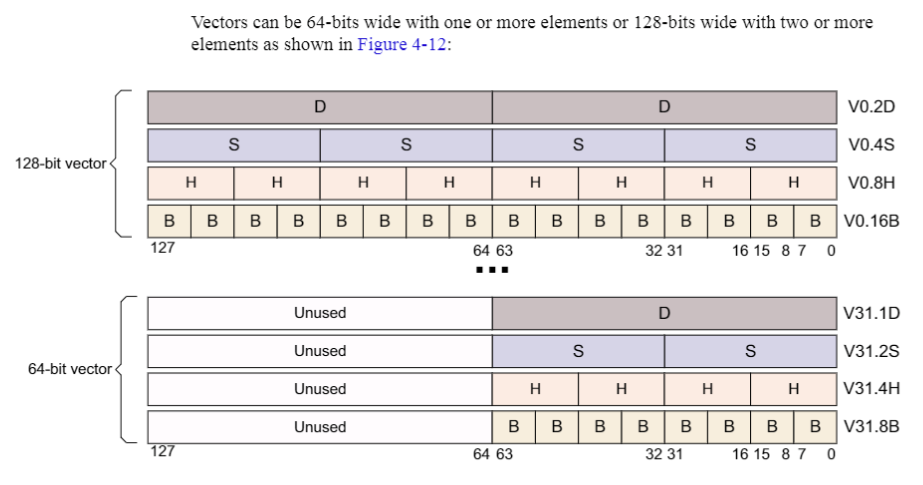 Vectors can be 64-bits wide with one or more elements or 128-bits wide with two or more
elements as shown in Figure 4-12:
D D V0.2D
S S S S V0.4S
128-bit vector
H H H H H H H H V0.8H
B B B B B B B B B B B B B B B B V0.16B
127 64 63 32 31 16 15 8 7 0
...
Unused D V31.1D
Unused S S V31.2S
64-bit vector
Unused H H H H V31.4H
Unused B B B B B B B B V31.8B
127 64 63 32 31 16 15 8 7 0